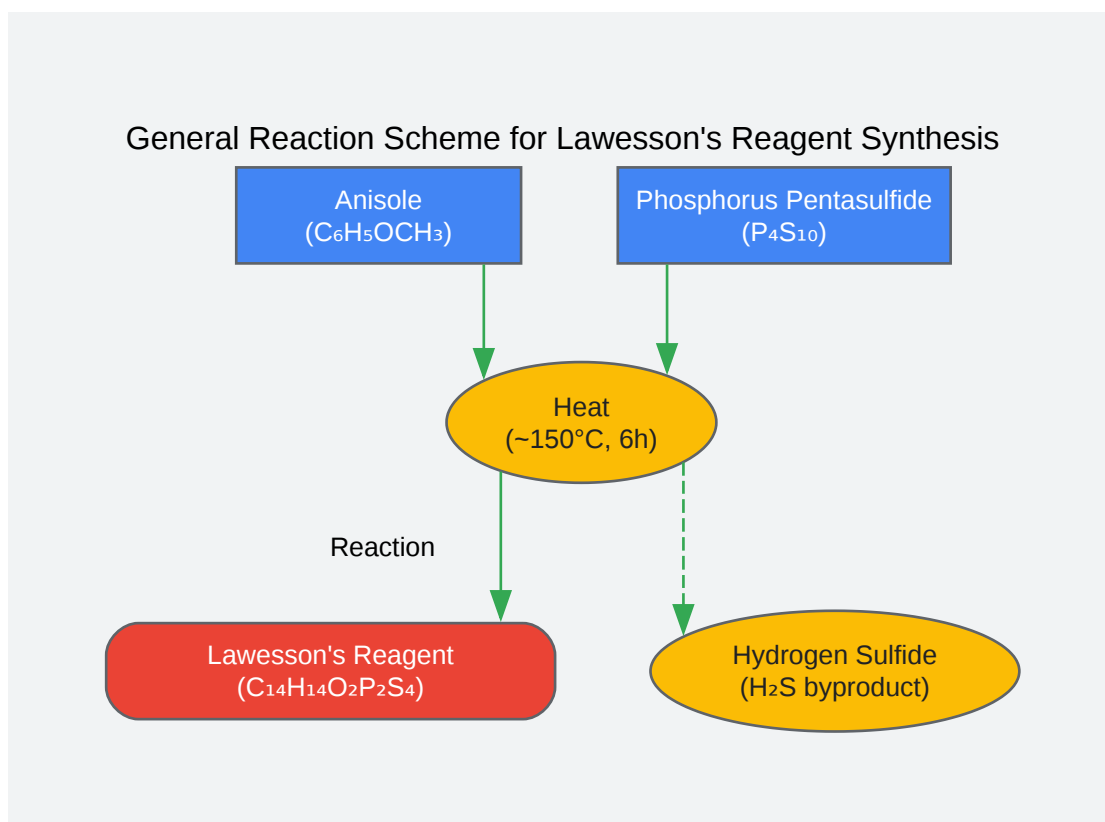 General Reaction Scheme for Lawesson's Reagent Synthesis
Anisole
(C₆H₅OCH₃)
Phosphorus Pentasulfide
(P₄S₁₀)
Heat
(~150°C, 6h)
Reaction
Lawesson's Reagent
(C₁₄H₁₄O₂P₂S₄)
Hydrogen Sulfide
(H₂S byproduct)